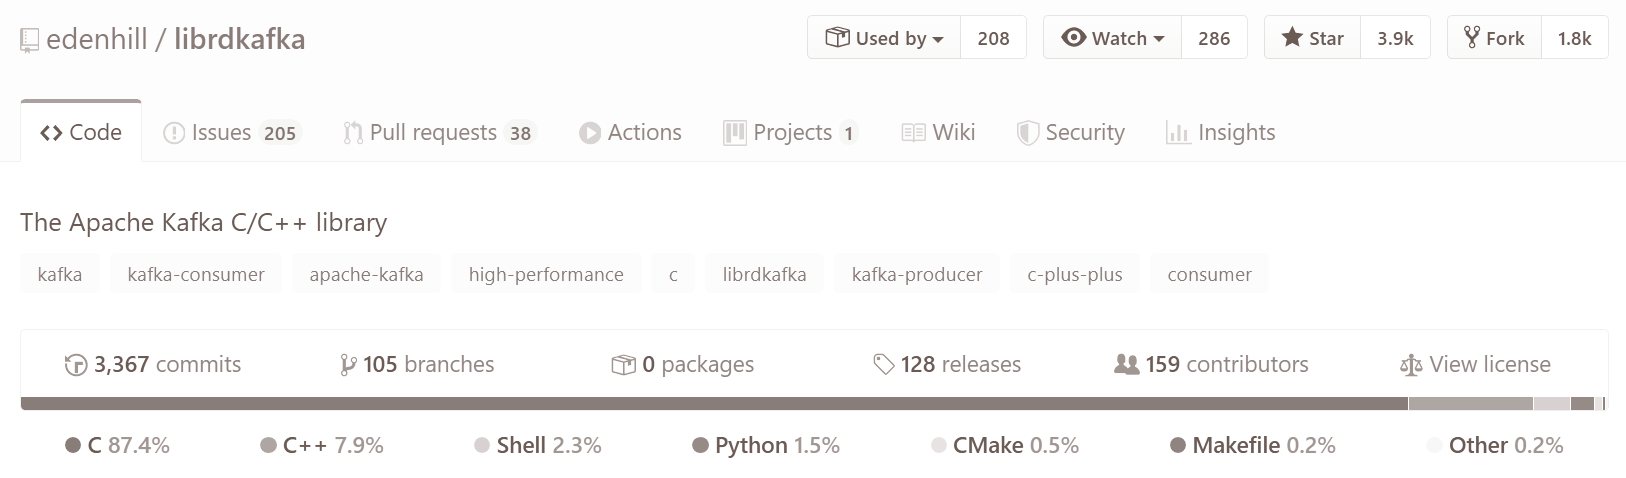 edenhill / librdkafka Used by 208 Watch 286 Star 3.9k Fork 1.8k
Code Issues 205 Pull requests 38 Actions Projects 1 Wiki Security Insights
The Apache Kafka C/C++ library
kafka kafka-consumer apache-kafka high-performance c librdkafka kafka-producer c-plus-plus consumer
3,367 commits 105 branches 0 packages 128 releases 159 contributors View license
C 87.4% C++ 7.9% Shell 2.3% Python 1.5% CMake 0.5% Makefile 0.2% Other 0.2%